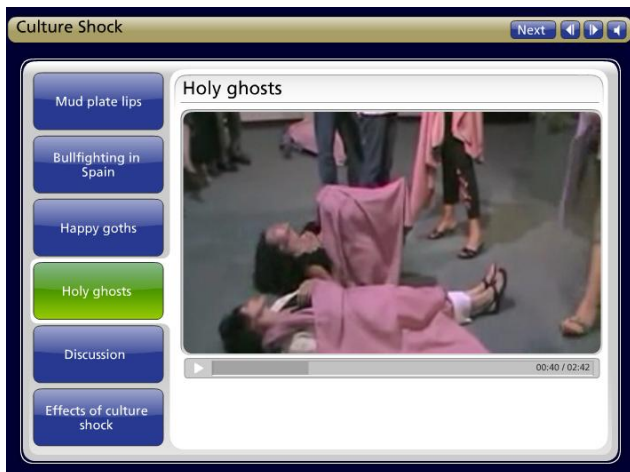 Culture Shock
Next
Mud plate lips
Bullfighting in
Spain
Happy goths
Holy ghosts
Discussion
Effects of culture
shock
Holy ghosts
00:40 / 02:42